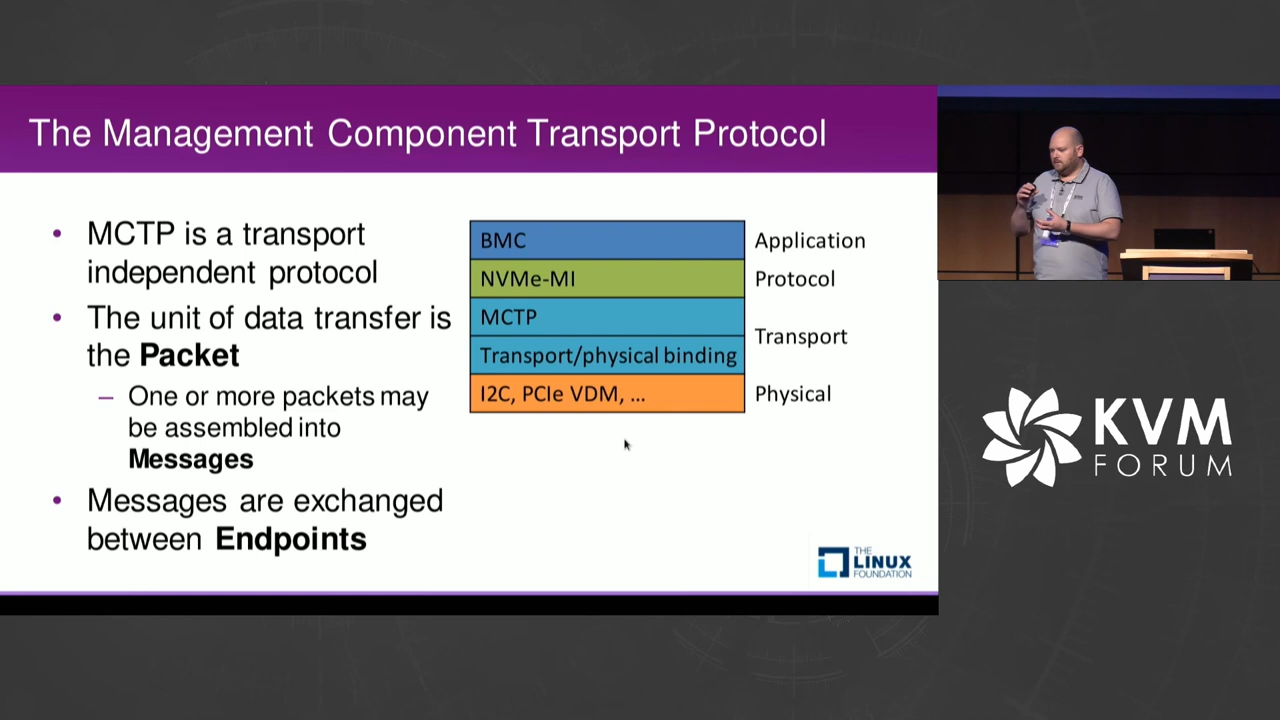 The Management Component Transport Protocol
• MCTP is a transport
independent protocol
• The unit of data transfer is
the Packet
– One or more packets may
be assembled into
Messages
• Messages are exchanged
between Endpoints
BMC
Application
NVMe-MI
Protocol
MCTP
Transport
Transport/physical binding
I2C, PCIe VDM, ...
Physical
THE
LINUX
FOUNDATION
KVM
FORUM